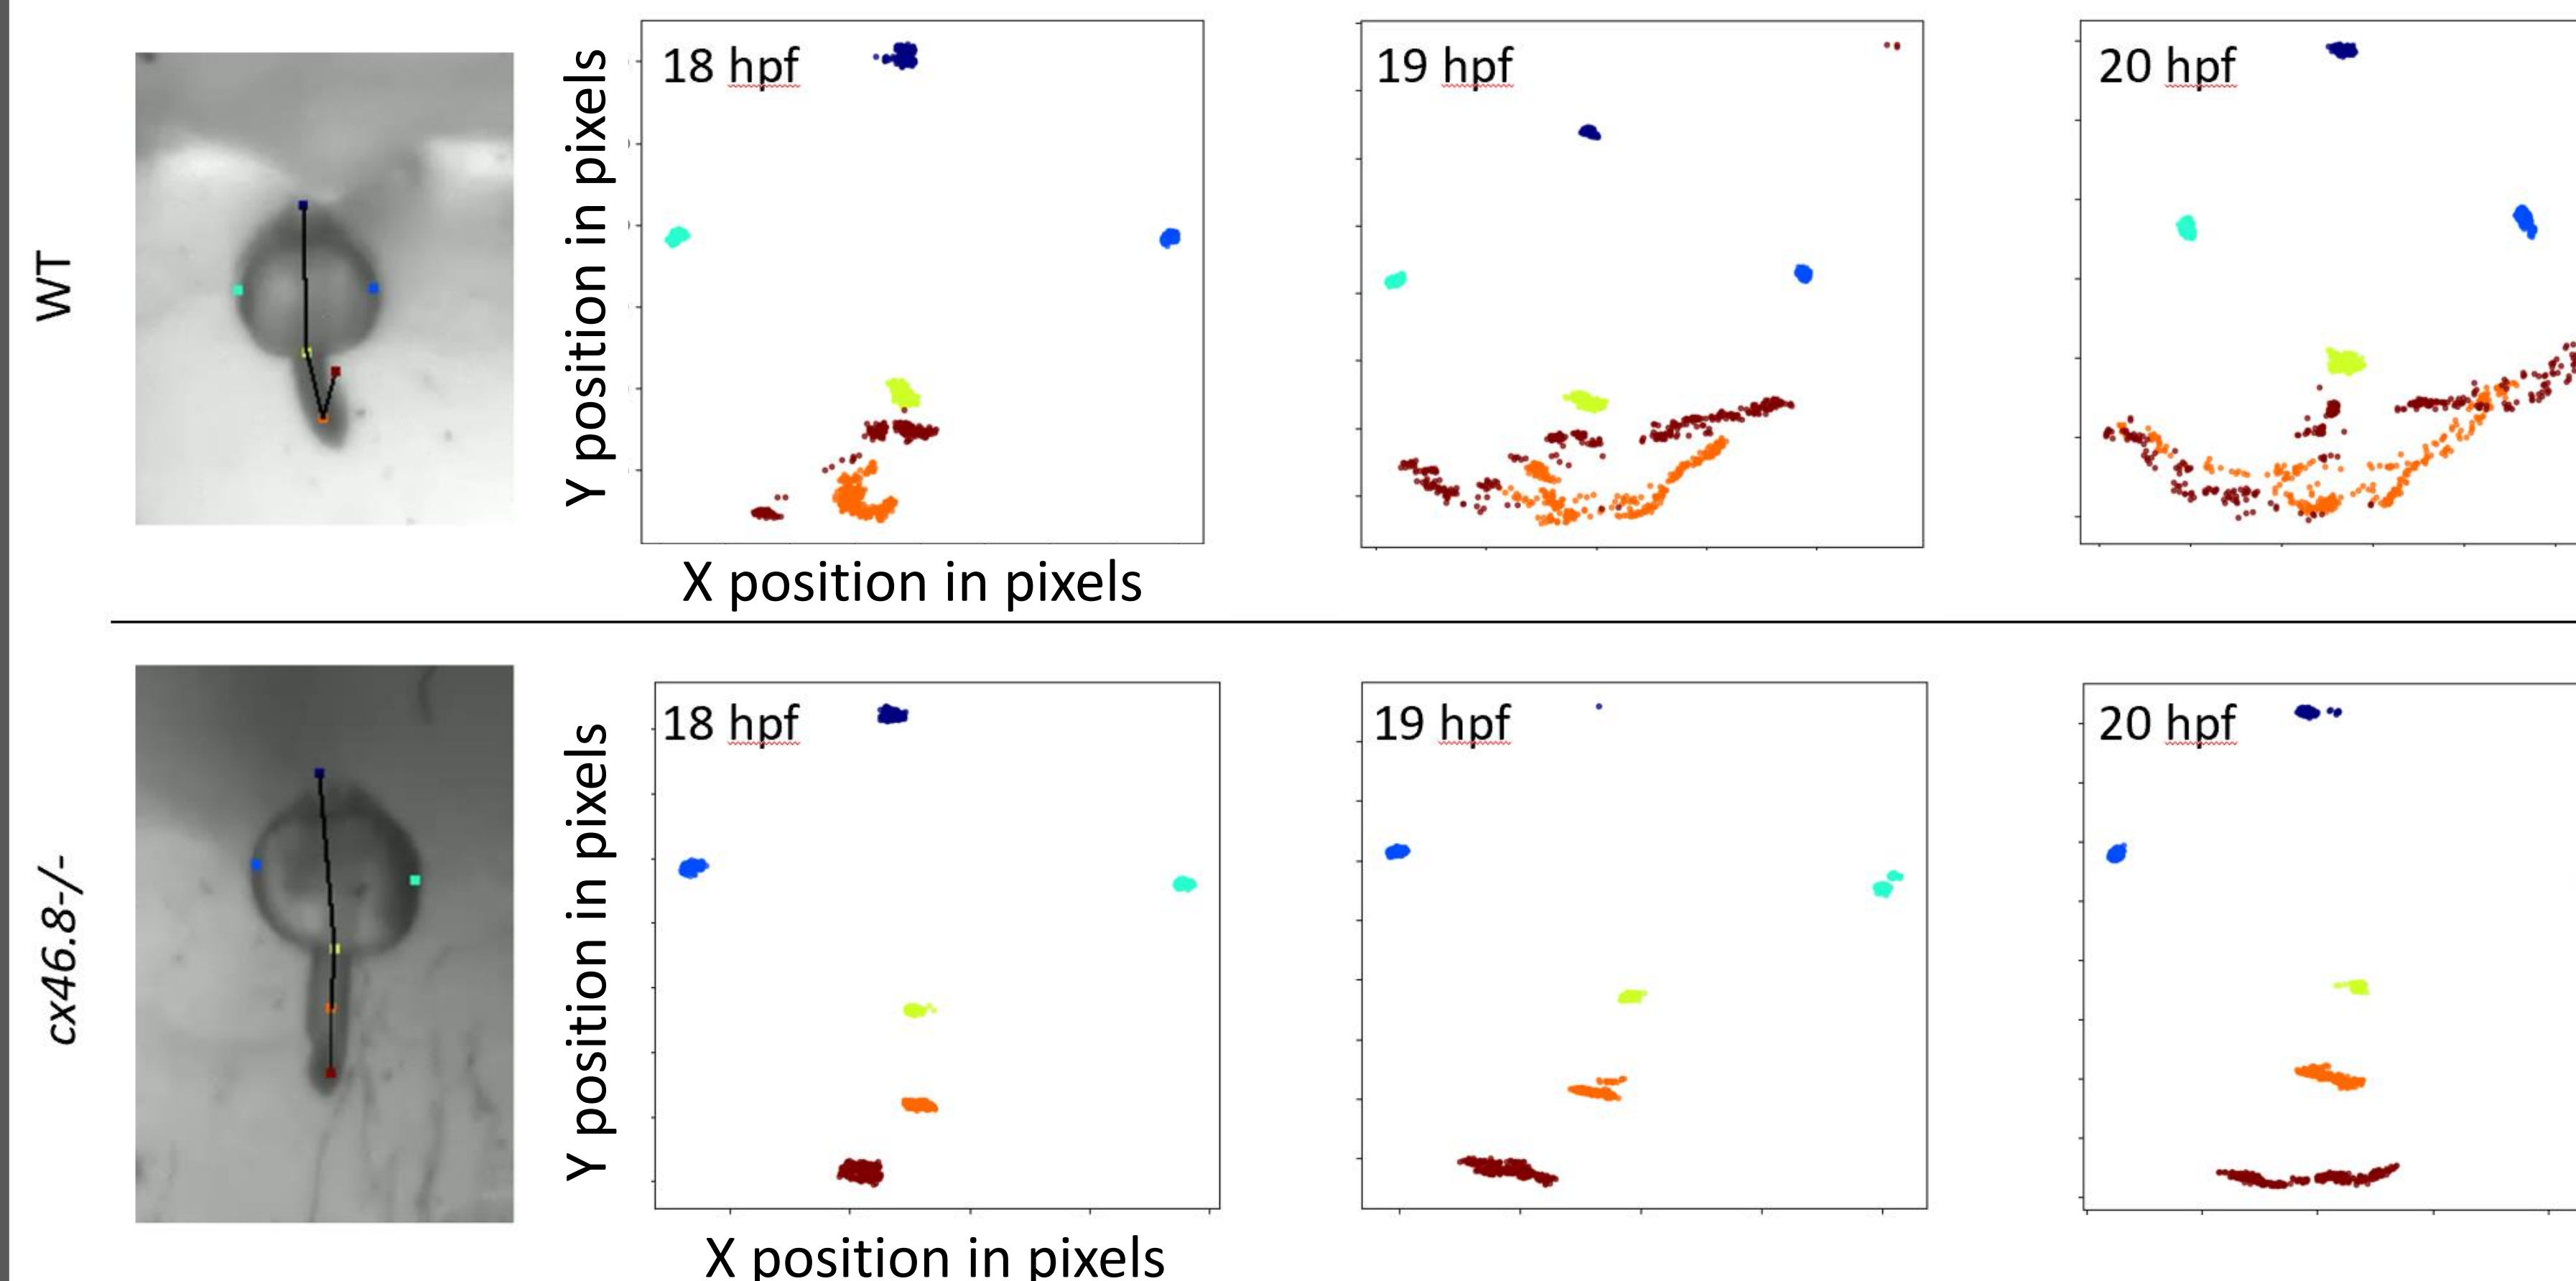 WT
Y position in pixels
18 hpf
19 hpf
20 hpf
X position in pixels
cx46.8-/-
Y position in pixels
18 hpf
19 hpf
20 hpf
X position in pixels